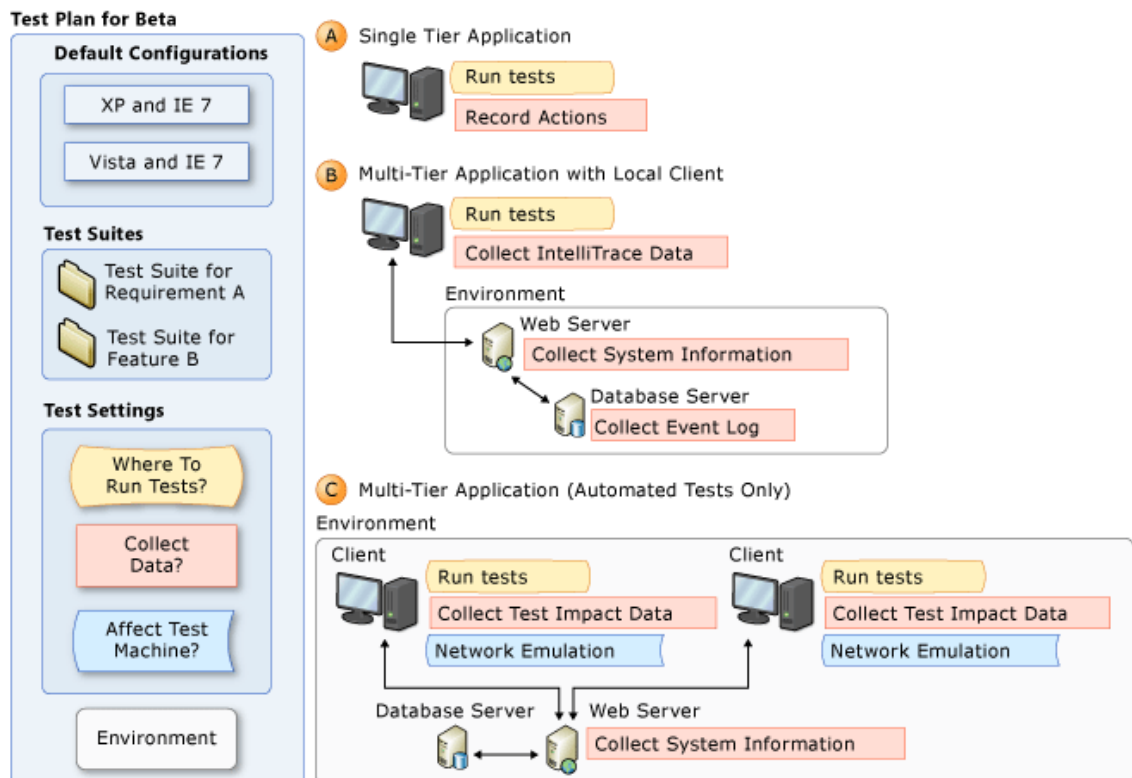 Test Plan for Beta
Default Configurations
XP and IE 7
Vista and IE 7
Test Suites
Test Suite for
Requirement A
Test Suite for
Feature B
Test Settings
Where To
Run Tests?
Collect
Data?
Affect Test
Machine?
Environment
A Single Tier Application
Run tests
Record Actions
B Multi-Tier Application with Local Client
Run tests
Collect IntelliTrace Data
Environment
Web Server
Collect System Information
Database Server
Collect Event Log
C Multi-Tier Application (Automated Tests Only)
Environment
Client
Run tests
Collect Test Impact Data
Network Emulation
Client
Run tests
Collect Test Impact Data
Network Emulation
Database Server
Web Server
Collect System Information